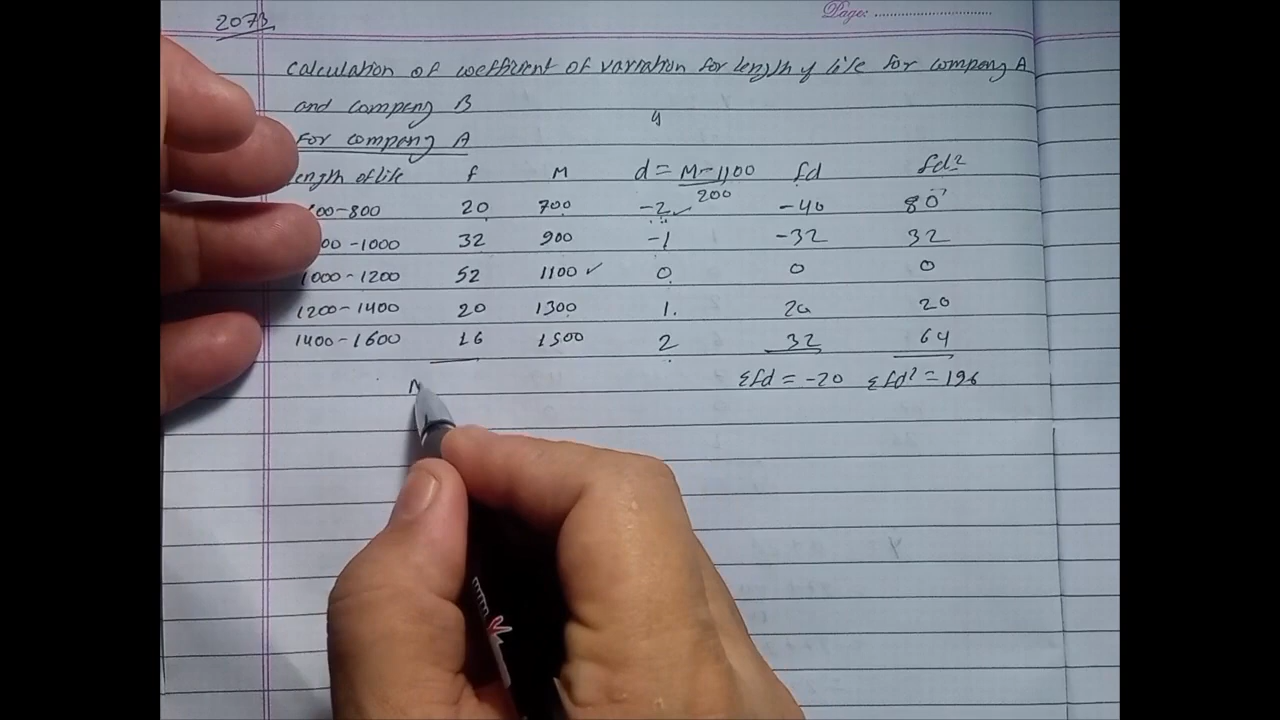 2073
Page: ..............................
Calculation of coefficient of variation for length of life for company A
and company B
For company A
length of life f M d = M-1100 fd fd²
200
00-800 20 700 -2 ✓ -40 80
00-1000 32 900 -1 -32 32
1000-1200 52 1100 ✓ 0 0 0
1200-1400 20 1300 1. 20 20
1400-1600 16 1500 2 32 64
N Σfd = -20 Σfd² = 196